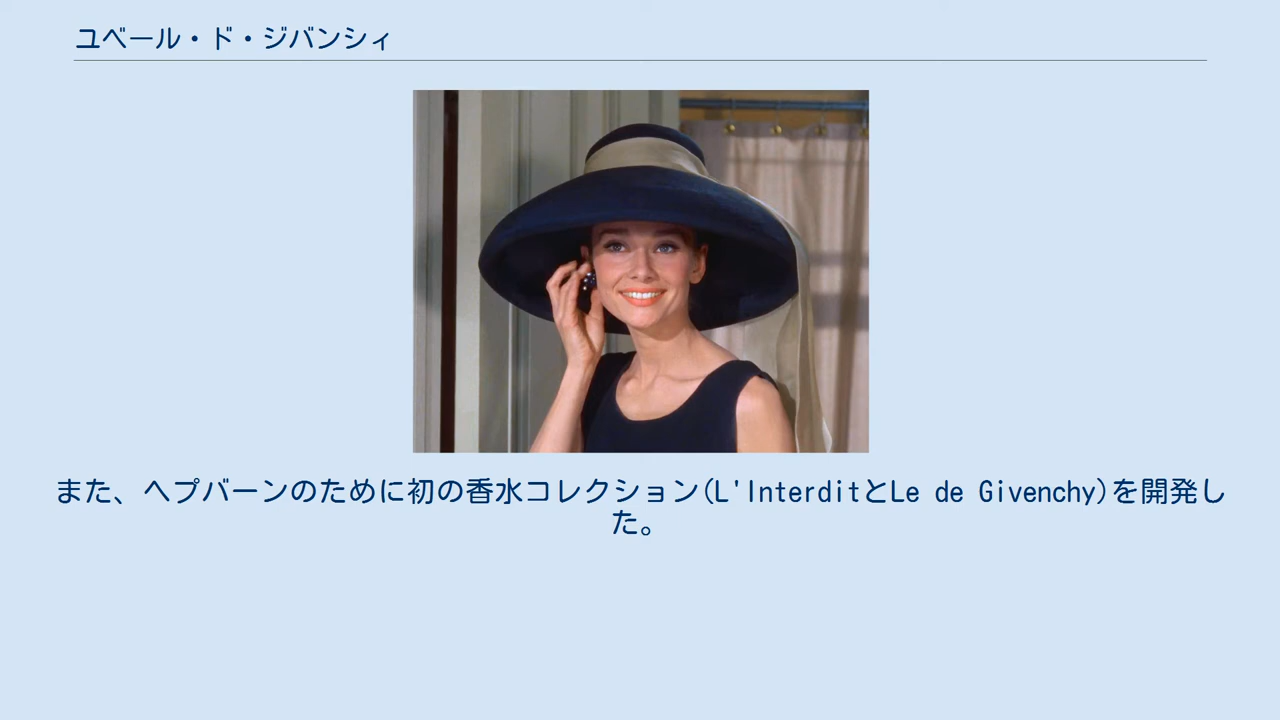 ユベール・ド・ジバンシィ
また、ヘプバーンのために初の香水コレクション(L'InterditとLe de Givenchy)を開発し
た。